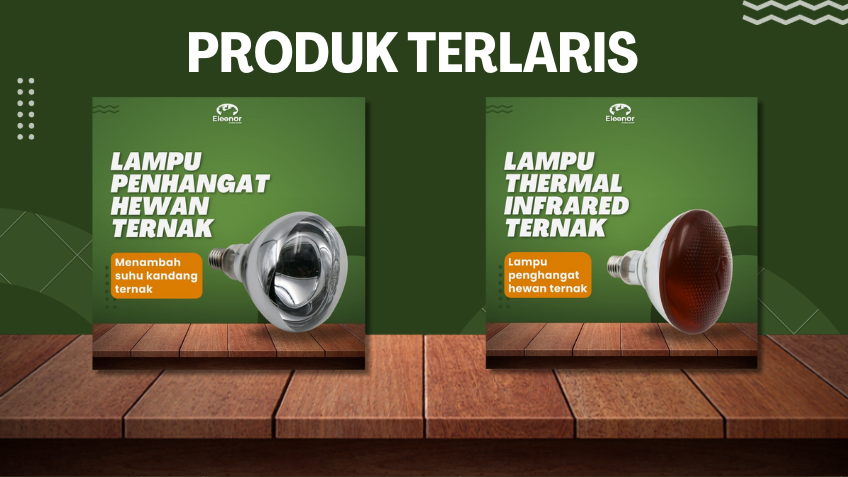 PRODUK TERLARIS
Eleonor
LAMPU
PENHANGAT
HEWAN
TERNAK
Menambah
suhu kandang
ternak
Eleonor
LAMPU
THERMAL
INFRARED
TERNAK
Lampu
penghangat
hewan ternak